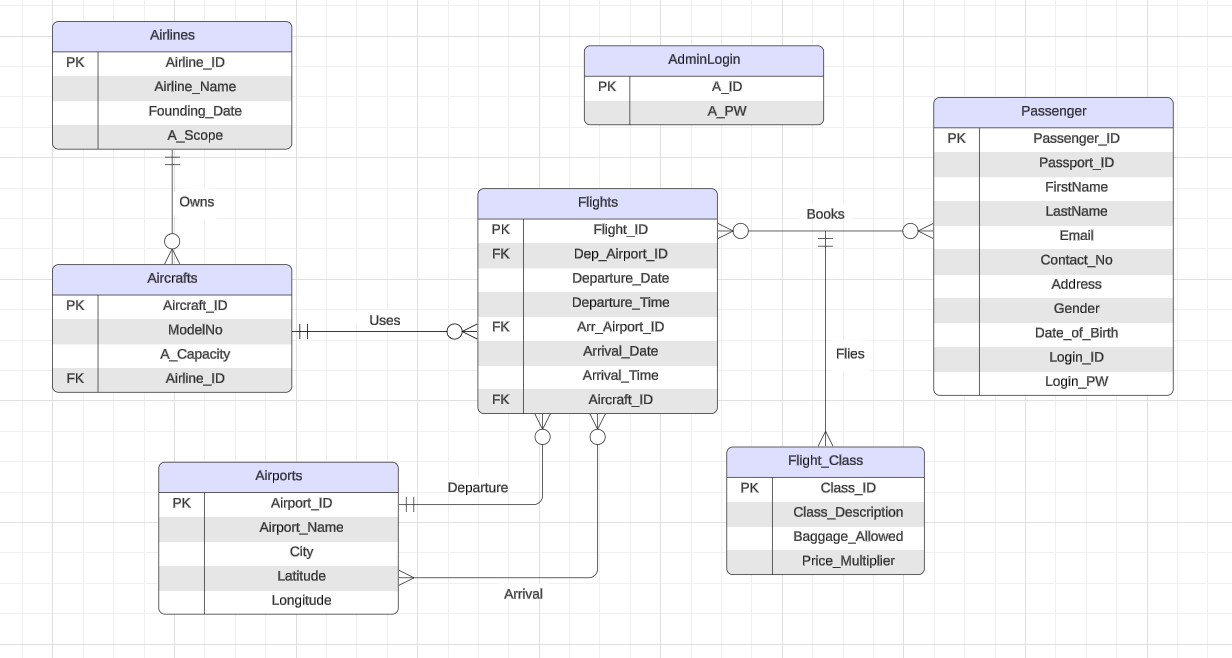 Airlines
PK Airline_ID
Airline_Name
Founding_Date
A_Scope
AdminLogin
PK A_ID
A_PW
Passenger
PK Passenger_ID
Passport_ID
FirstName
LastName
Email
Contact_No
Address
Gender
Date_of_Birth
Login_ID
Login_PW
Owns
Flights
PK Flight_ID
FK Dep_Airport_ID
Departure_Date
Departure_Time
FK Arr_Airport_ID
Arrival_Date
Arrival_Time
FK Aircraft_ID
Books
Aircrafts
PK Aircraft_ID
ModelNo
A_Capacity
FK Airline_ID
Uses
Flies
Airports
PK Airport_ID
Airport_Name
City
Latitude
Longitude
Departure
Arrival
Flight_Class
PK Class_ID
Class_Description
Baggage_Allowed
Price_Multiplier